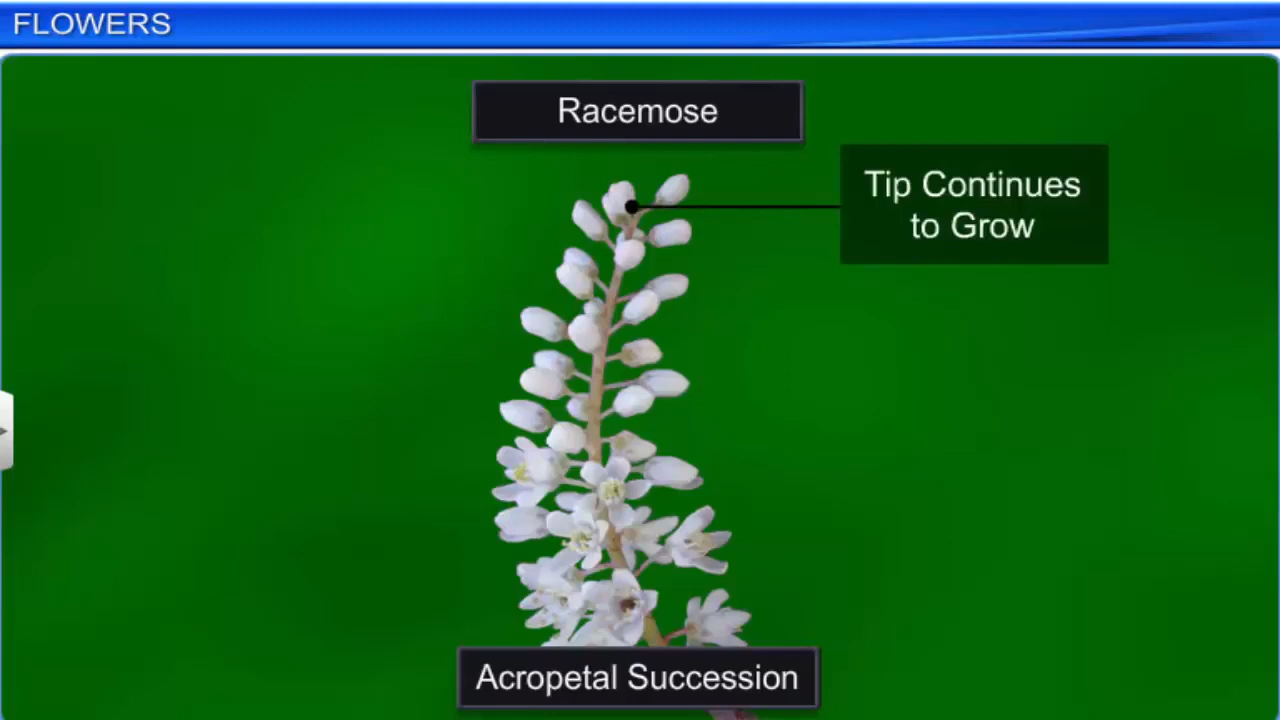 FLOWERS
Racemose
Tip Continues
to Grow
Acropetal Succession